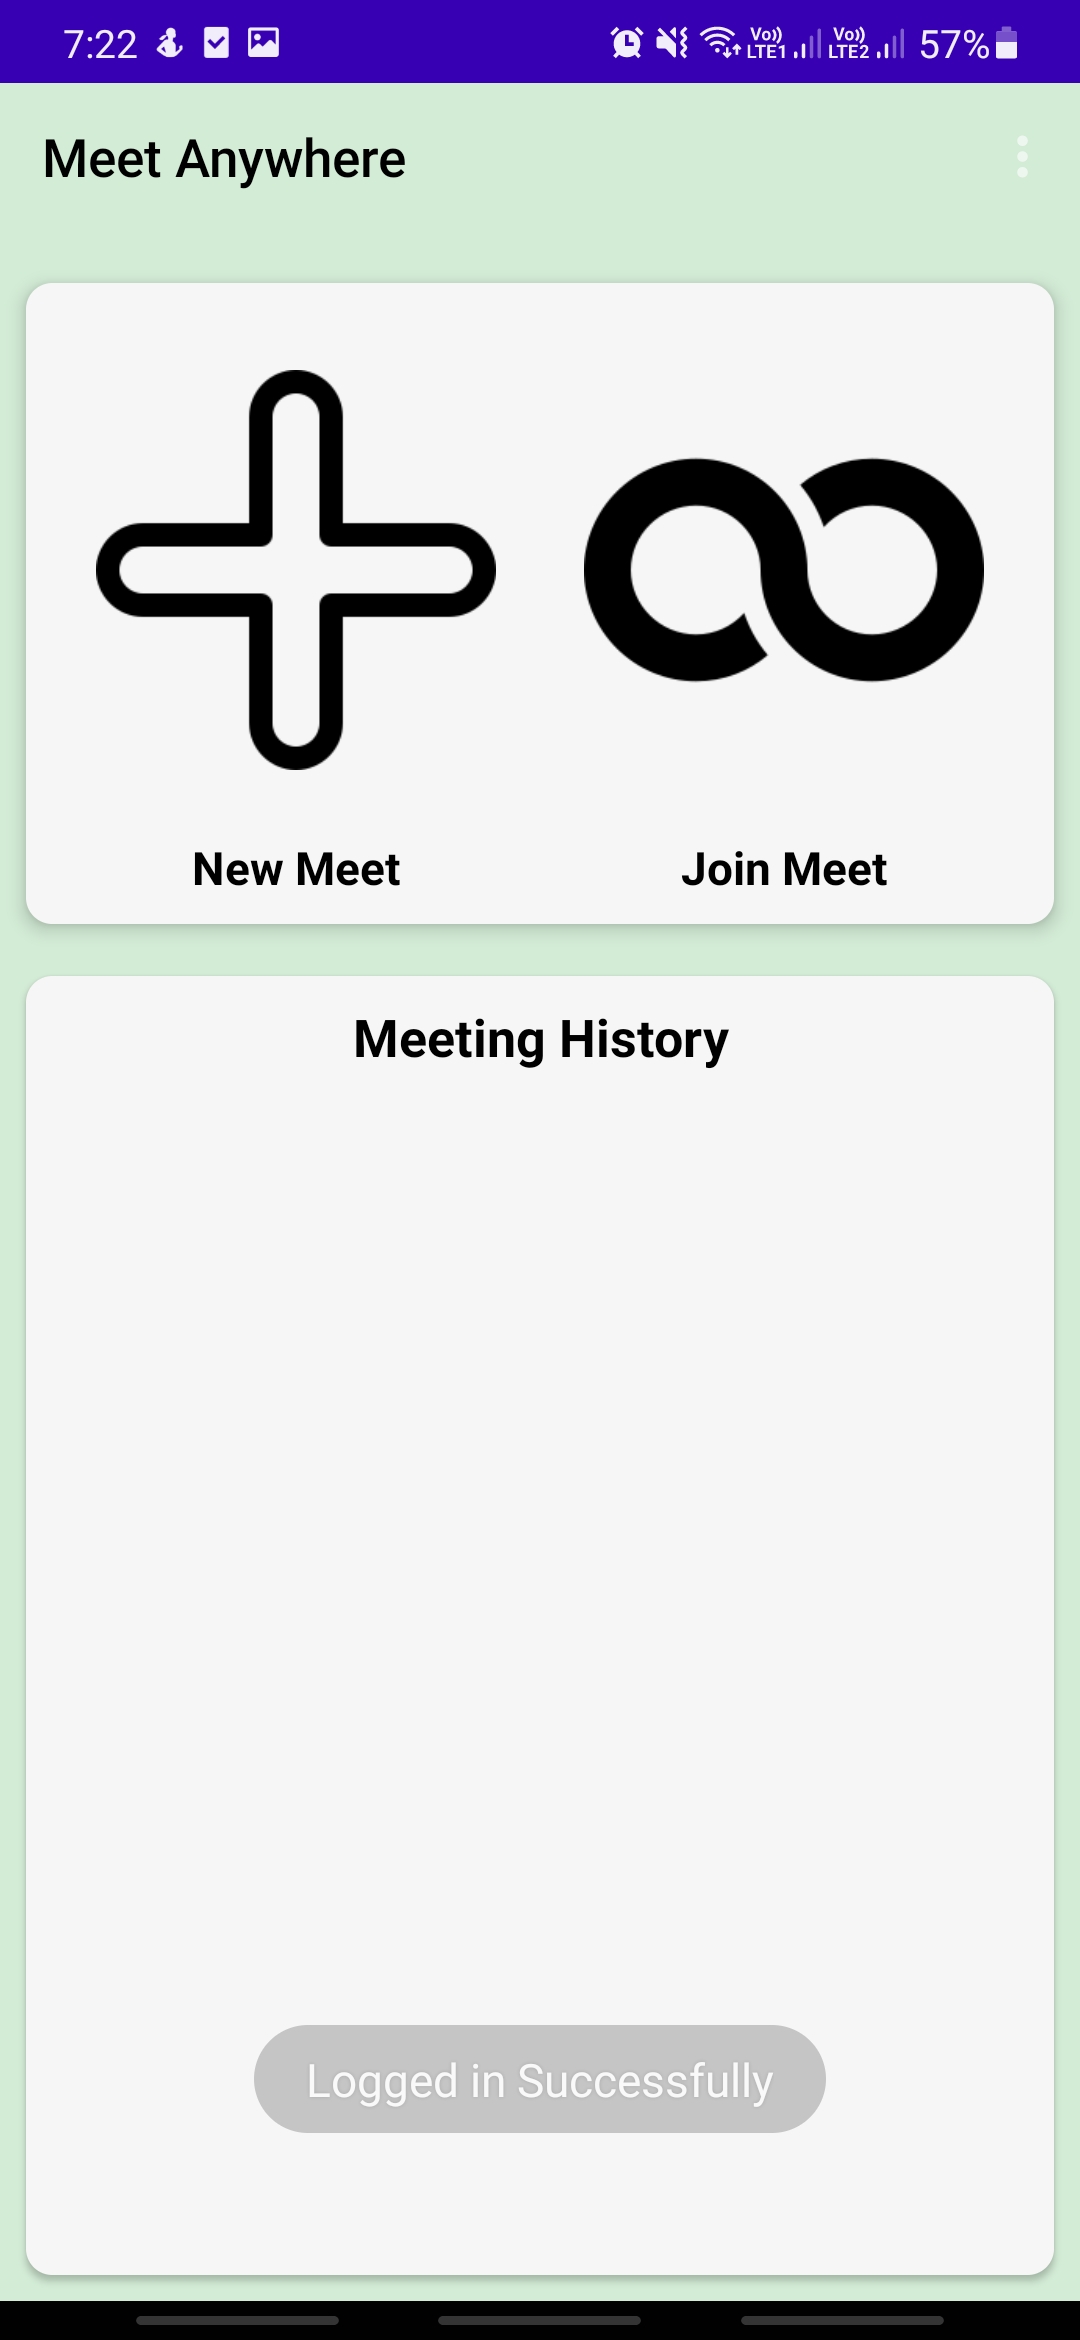 7:22 Vo)) LTE1 Vo)) LTE2 57%
Meet Anywhere
New Meet Join Meet
Meeting History
Logged in Successfully